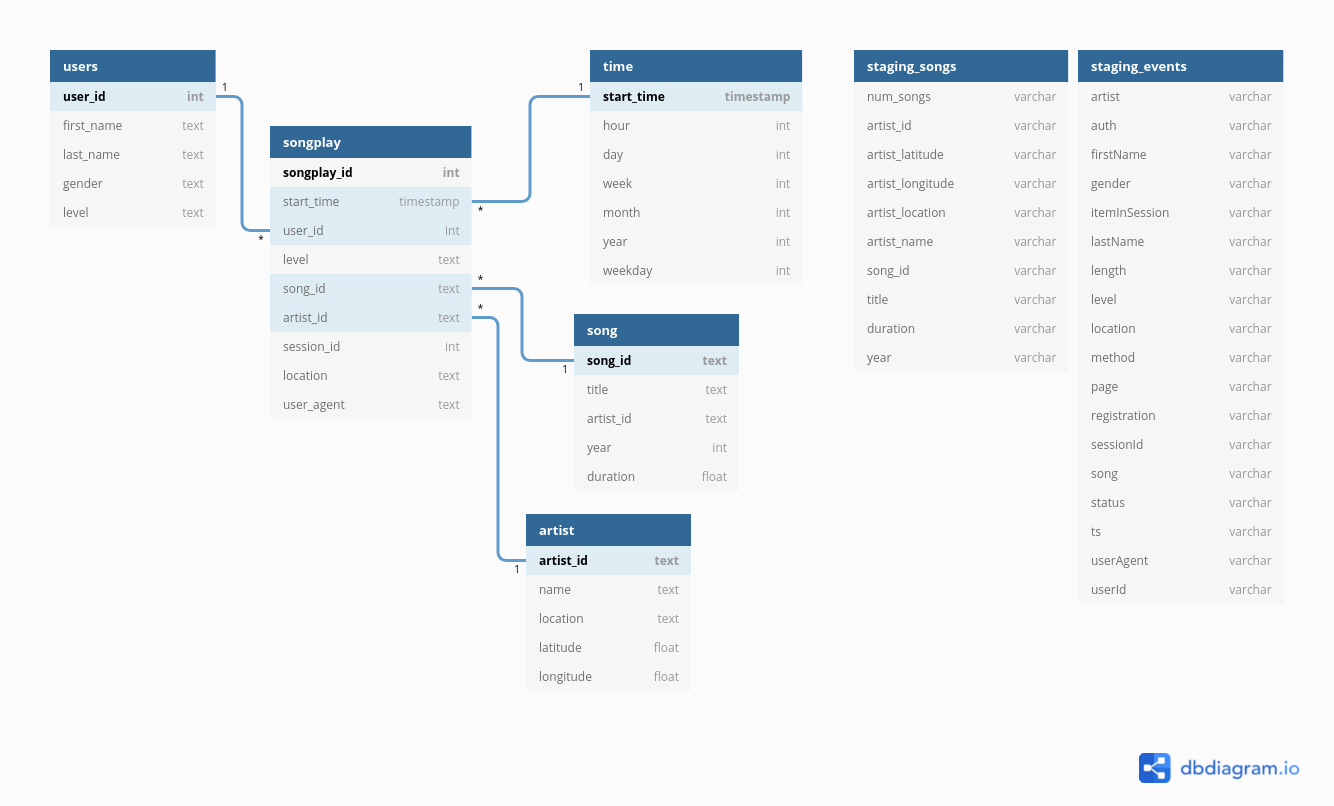 users
user_id int
first_name text
last_name text
gender text
level text
1
*
songplay
songplay_id int
start_time timestamp
user_id int
level text
song_id text
artist_id text
session_id int
location text
user_agent text
*
*
*
1
time
start_time timestamp
hour int
day int
week int
month int
year int
weekday int
1
song
song_id text
title text
artist_id text
year int
duration float
1
artist
artist_id text
name text
location text
latitude float
longitude float
staging_songs
num_songs varchar
artist_id varchar
artist_latitude varchar
artist_longitude varchar
artist_location varchar
artist_name varchar
song_id varchar
title varchar
duration varchar
year varchar
staging_events
artist varchar
auth varchar
firstName varchar
gender varchar
itemInSession varchar
lastName varchar
length varchar
level varchar
location varchar
method varchar
page varchar
registration varchar
sessionId varchar
song varchar
status varchar
ts varchar
userAgent varchar
userId varchar
dbdiagram.io